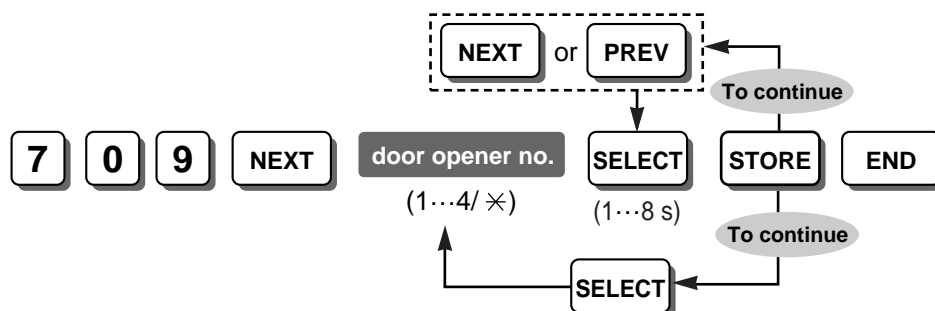 NEXT or PREV
To continue
7 0 9 NEXT door opener no. SELECT STORE END
(1···4/ ✳) (1···8 s)
To continue
SELECT